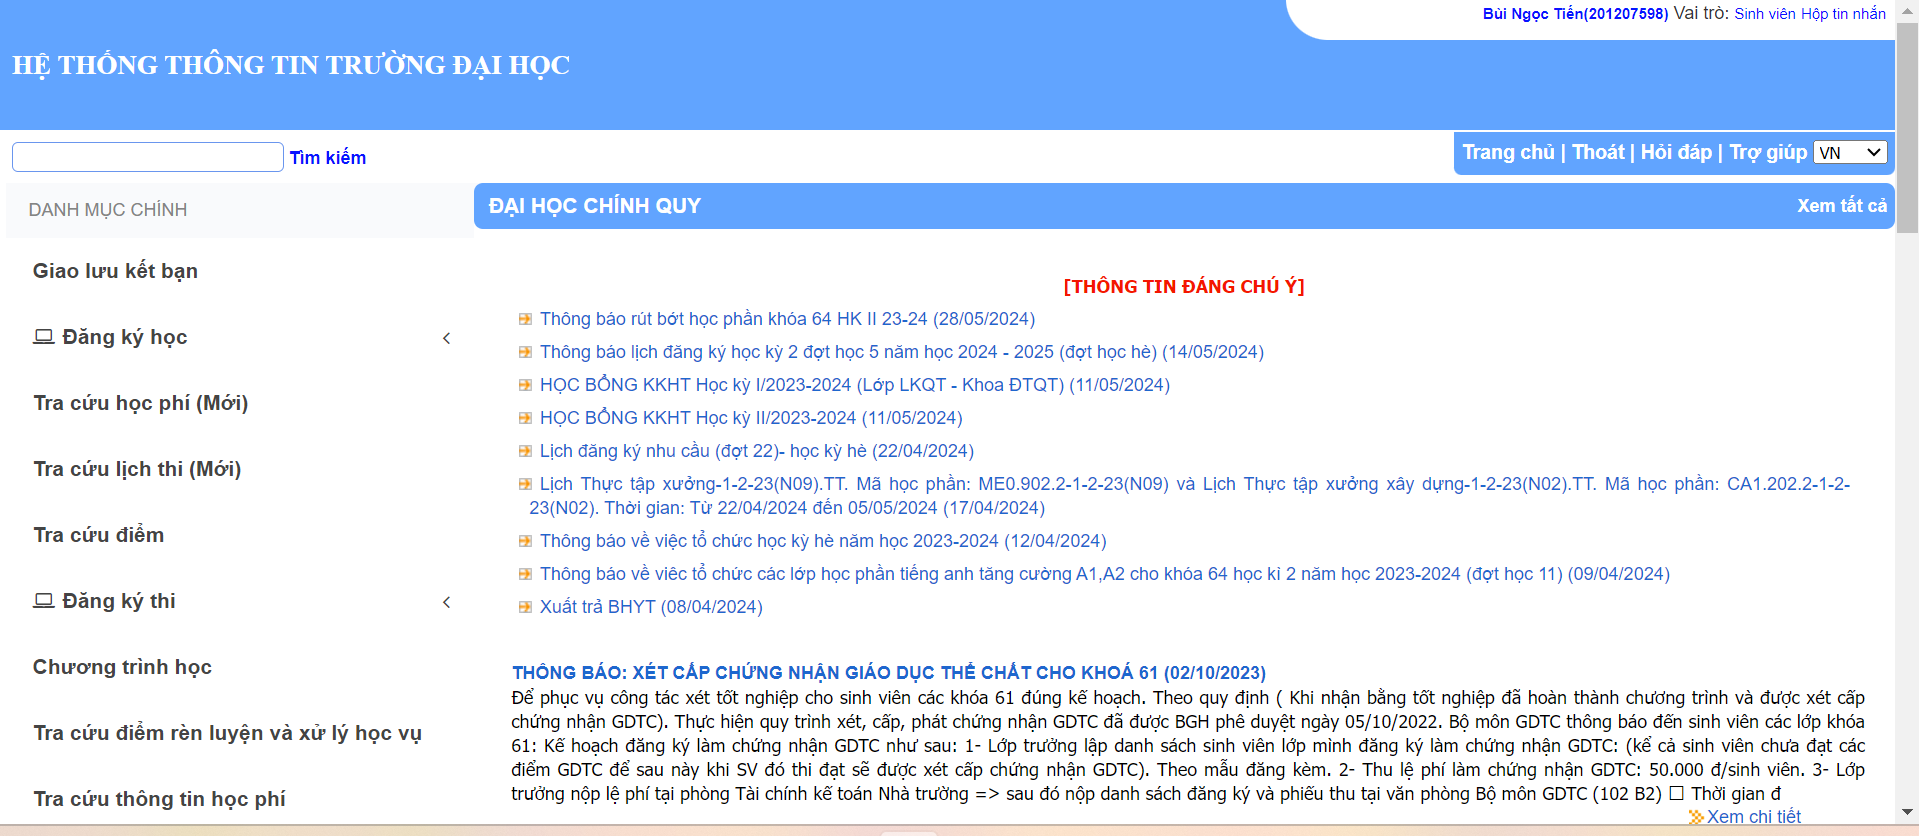 Bùi Ngọc Tiến(201207598) Vai trò: Sinh viên Hộp tin nhắn
HỆ THỐNG THÔNG TIN TRƯỜNG ĐẠI HỌC
Tìm kiếm
Trang chủ | Thoát | Hỏi đáp | Trợ giúp VN
DANH MỤC CHÍNH
Giao lưu kết bạn
Đăng ký học
Tra cứu học phí (Mới)
Tra cứu lịch thi (Mới)
Tra cứu điểm
Đăng ký thi
Chương trình học
Tra cứu điểm rèn luyện và xử lý học vụ
Tra cứu thông tin học phí
ĐẠI HỌC CHÍNH QUY
Xem tất cả
[THÔNG TIN ĐÁNG CHÚ Ý]
Thông báo rút bớt học phần khóa 64 HK II 23-24 (28/05/2024)
Thông báo lịch đăng ký học kỳ 2 đợt học 5 năm học 2024 - 2025 (đợt học hè) (14/05/2024)
HỌC BỔNG KKHT Học kỳ I/2023-2024 (Lớp LKQT - Khoa ĐTQT) (11/05/2024)
HỌC BỔNG KKHT Học kỳ II/2023-2024 (11/05/2024)
Lịch đăng ký nhu cầu (đợt 22)- học kỳ hè (22/04/2024)
Lịch Thực tập xưởng-1-2-23(N09).TT. Mã học phần: ME0.902.2-1-2-23(N09) và Lịch Thực tập xưởng xây dựng-1-2-23(N02).TT. Mã học phần: CA1.202.2-1-2-
23(N02). Thời gian: Từ 22/04/2024 đến 05/05/2024 (17/04/2024)
Thông báo về việc tổ chức học kỳ hè năm học 2023-2024 (12/04/2024)
Thông báo về viêc tổ chức các lớp học phần tiếng anh tăng cường A1,A2 cho khóa 64 học kì 2 năm học 2023-2024 (đợt học 11) (09/04/2024)
Xuất trả BHYT (08/04/2024)
THÔNG BÁO: XÉT CẤP CHỨNG NHẬN GIÁO DỤC THỂ CHẤT CHO KHOÁ 61 (02/10/2023)
Để phục vụ công tác xét tốt nghiệp cho sinh viên các khóa 61 đúng kế hoạch. Theo quy định ( Khi nhận bằng tốt nghiệp đã hoàn thành chương trình và được xét cấp
chứng nhận GDTC). Thực hiện quy trình xét, cấp, phát chứng nhận GDTC đã được BGH phê duyệt ngày 05/10/2022. Bộ môn GDTC thông báo đến sinh viên các lớp khóa
61: Kế hoạch đăng ký làm chứng nhận GDTC như sau: 1- Lớp trưởng lập danh sách sinh viên lớp mình đăng ký làm chứng nhận GDTC: (kể cả sinh viên chưa đạt các
điểm GDTC để sau này khi SV đó thi đạt sẽ được xét cấp chứng nhận GDTC). Theo mẫu đăng kèm. 2- Thu lệ phí làm chứng nhận GDTC: 50.000 đ/sinh viên. 3- Lớp
trưởng nộp lệ phí tại phòng Tài chính kế toán Nhà trường => sau đó nộp danh sách đăng ký và phiếu thu tại văn phòng Bộ môn GDTC (102 B2) ☐ Thời gian đ
Xem chi tiết